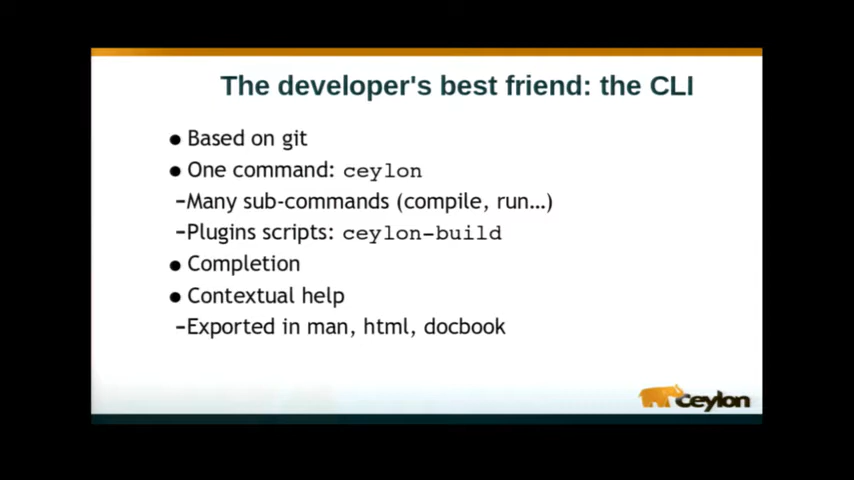 The developer's best friend: the CLI
● Based on git
● One command: ceylon
–Many sub-commands (compile, run…)
–Plugins scripts: ceylon-build
● Completion
● Contextual help
–Exported in man, html, docbook
ceylon